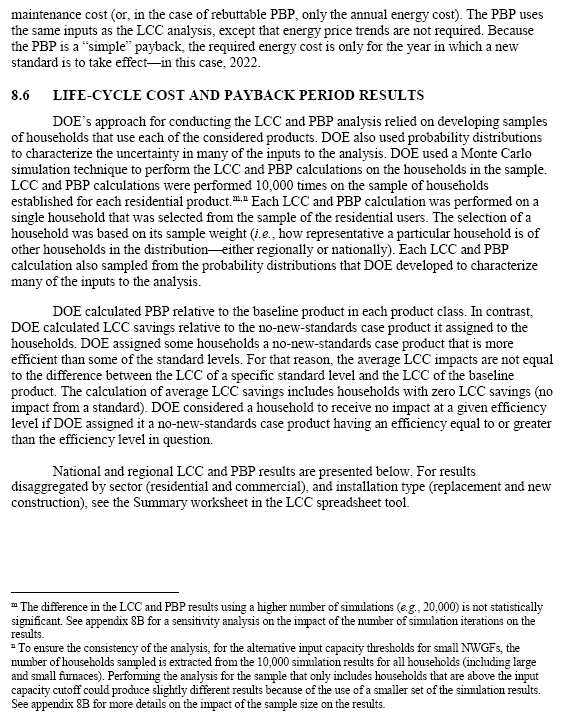 maintenance cost (or, in the case of rebuttable PBP, only the annual energy cost). The PBP uses
the same inputs as the LCC analysis, except that energy price trends are not required. Because
the PBP is a “simple” payback, the required energy cost is only for the year in which a new
standard is to take effect—in this case, 2022.
8.6 LIFE-CYCLE COST AND PAYBACK PERIOD RESULTS
DOE’s approach for conducting the LCC and PBP analysis relied on developing samples
of households that use each of the considered products. DOE also used probability distributions
to characterize the uncertainty in many of the inputs to the analysis. DOE used a Monte Carlo
simulation technique to perform the LCC and PBP calculations on the households in the sample.
LCC and PBP calculations were performed 10,000 times on the sample of households
established for each residential product.m,n Each LCC and PBP calculation was performed on a
single household that was selected from the sample of the residential users. The selection of a
household was based on its sample weight (i.e., how representative a particular household is of
other households in the distribution—either regionally or nationally). Each LCC and PBP
calculation also sampled from the probability distributions that DOE developed to characterize
many of the inputs to the analysis.
DOE calculated PBP relative to the baseline product in each product class. In contrast,
DOE calculated LCC savings relative to the no-new-standards case product it assigned to the
households. DOE assigned some households a no-new-standards case product that is more
efficient than some of the standard levels. For that reason, the average LCC impacts are not equal
to the difference between the LCC of a specific standard level and the LCC of the baseline
product. The calculation of average LCC savings includes households with zero LCC savings (no
impact from a standard). DOE considered a household to receive no impact at a given efficiency
level if DOE assigned it a no-new-standards case product having an efficiency equal to or greater
than the efficiency level in question.
National and regional LCC and PBP results are presented below. For results
disaggregated by sector (residential and commercial), and installation type (replacement and new
construction), see the Summary worksheet in the LCC spreadsheet tool.
m The difference in the LCC and PBP results using a higher number of simulations (e.g., 20,000) is not statistically
significant. See appendix 8B for a sensitivity analysis on the impact of the number of simulation iterations on the
results.
n To ensure the consistency of the analysis, for the alternative input capacity thresholds for small NWGFs, the
number of households sampled is extracted from the 10,000 simulation results for all households (including large
and small furnaces). Performing the analysis for the sample that only includes households that are above the input
capacity cutoff could produce slightly different results because of the use of a smaller set of the simulation results.
See appendix 8B for more details on the impact of the sample size on the results.